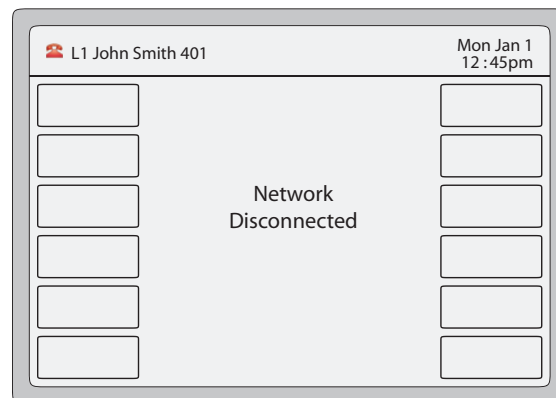 L1 John Smith 401
Mon Jan 1
12:45pm
Network
Disconnected